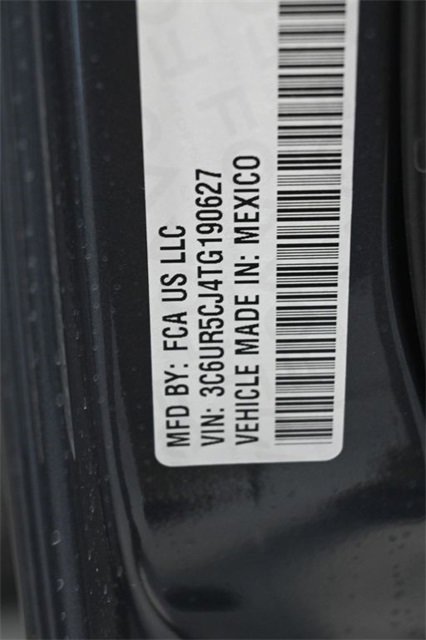 MFD BY: FCA US LLC
VIN: 3C6UR5CJ4TG190627
VEHICLE MADE IN: MEXICO